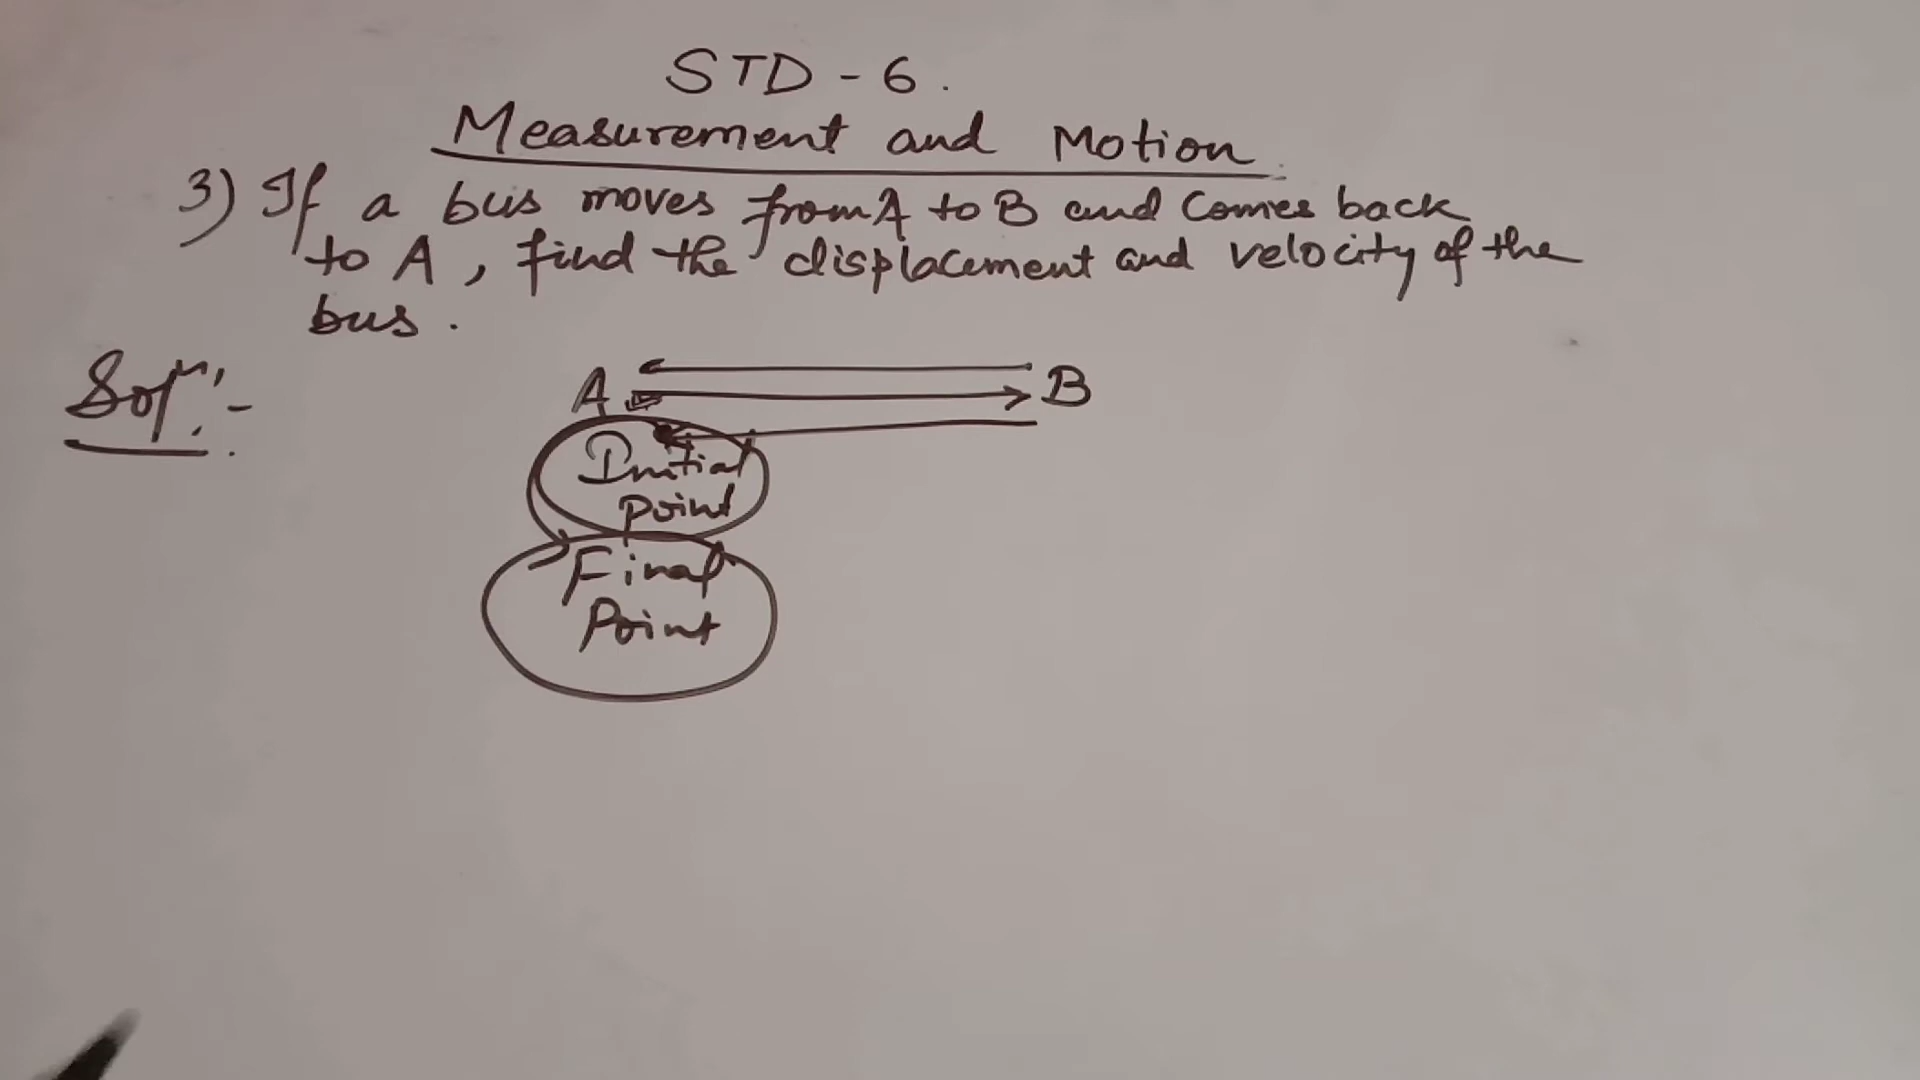 STD - 6.
Measurement and Motion
3) If a bus moves from A to B and comes back
to A, find the displacement and velocity of the
bus.
Solⁿ:-
A B
Initial
Point
Final
Point